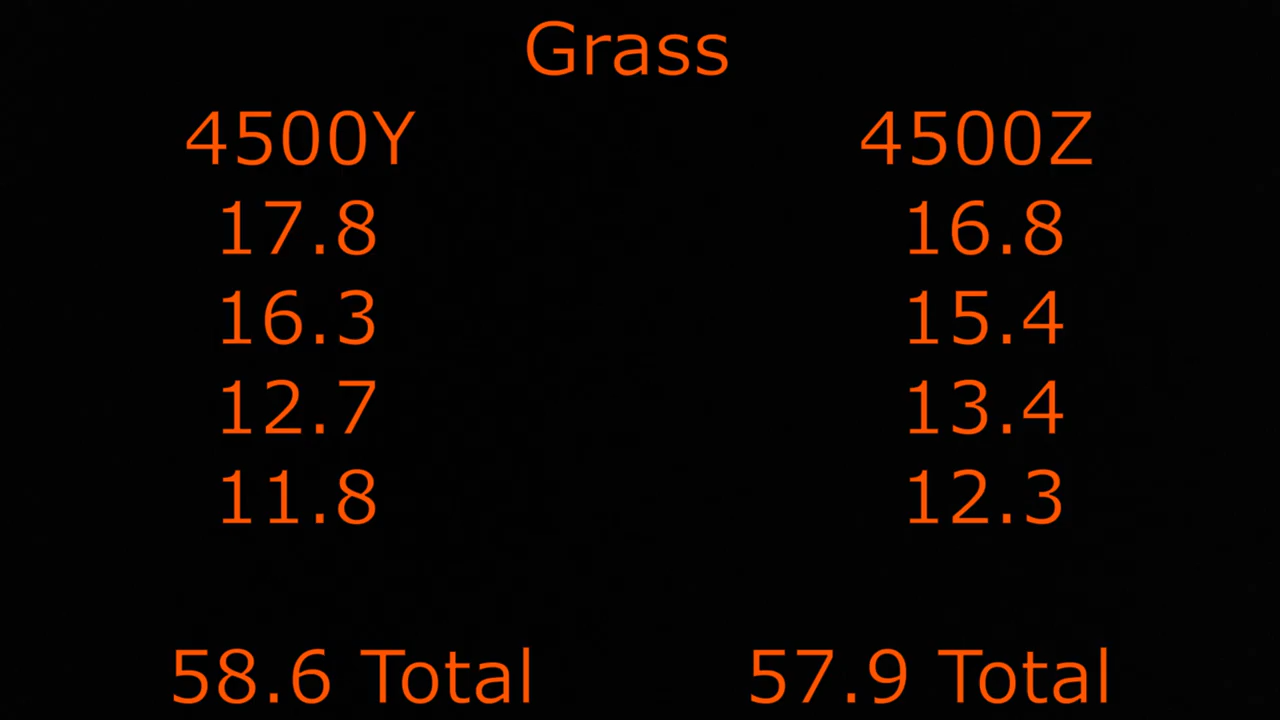 Grass
4500Y 4500Z
17.8 16.8
16.3 15.4
12.7 13.4
11.8 12.3
58.6 Total 57.9 Total